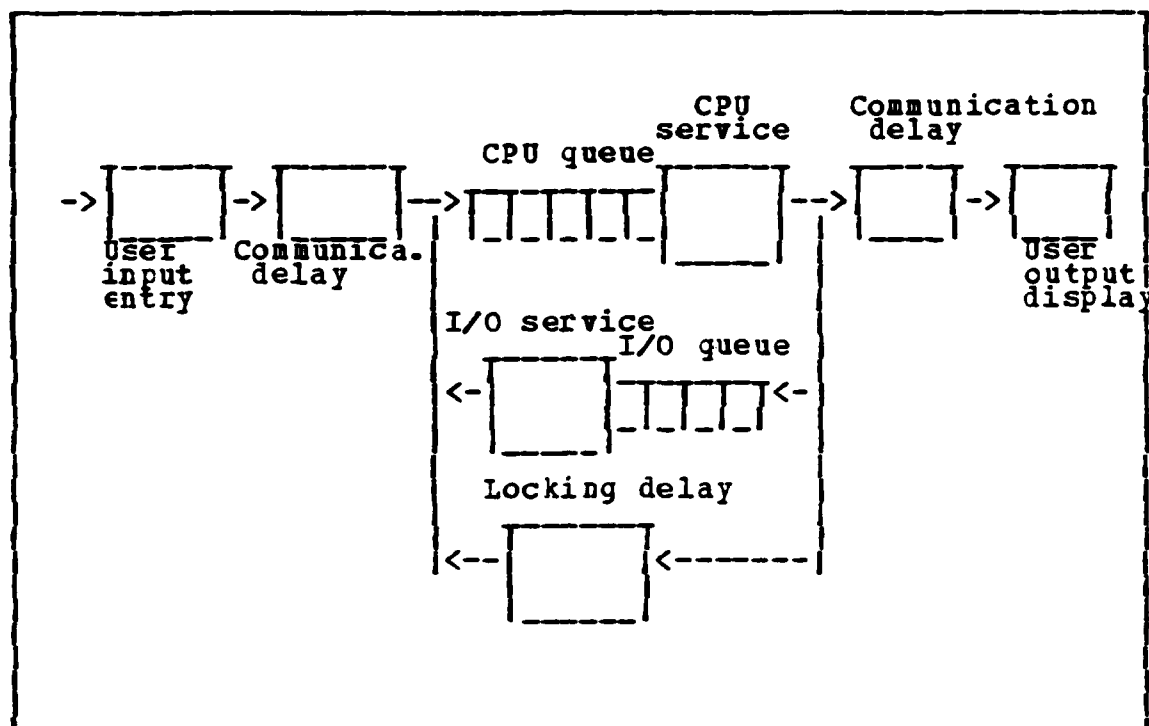 CPU
service
Communication
delay
CPU queue
User
input
entry
Communica.
delay
User
output
display
I/O service
I/O queue
Locking delay